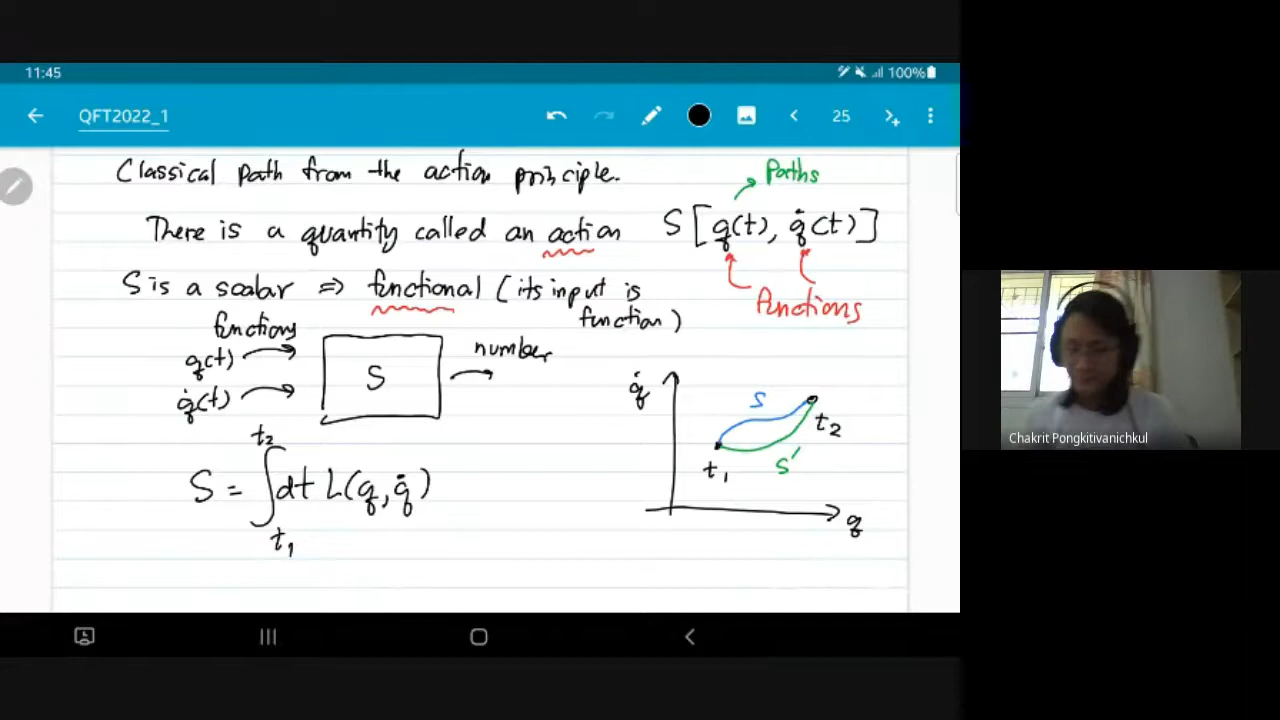 11:45
100%
QFT2022_1
25
Classical path from the action principle.
Paths
There is a quantity called an action S[q(t), q̇(t)]
S is a scalar ⇒ functional (its input is
function)
Functions
functions
q(t)
q̇(t)
S
number
S = ∫ dt L(q, q̇)
t₂
t₁
q̇
S
t₂
t₁
S′
q
Chakrit Pongkitivanichkul